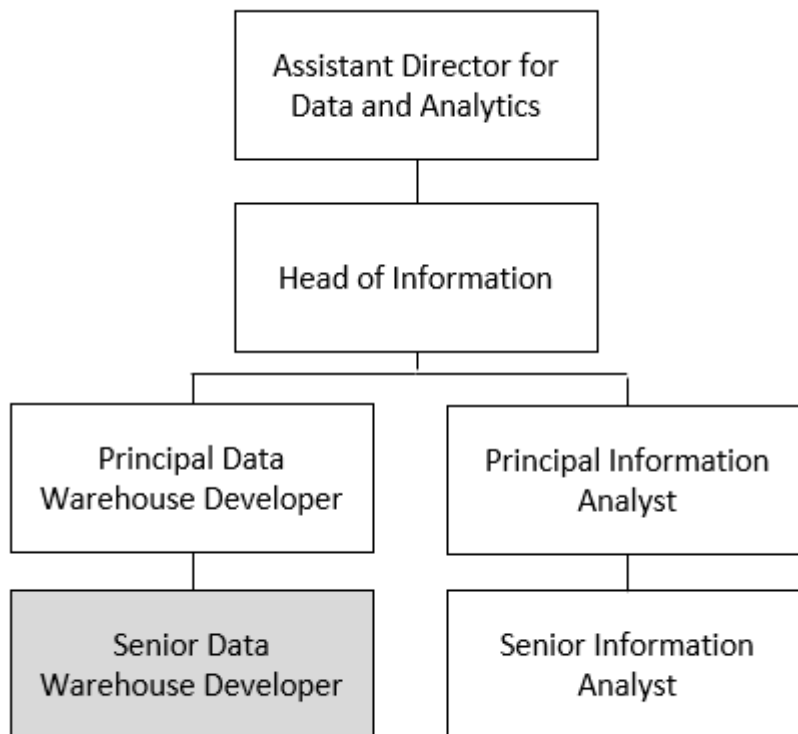 Assistant Director for
Data and Analytics
Head of Information
Principal Data
Warehouse Developer
Principal Information
Analyst
Senior Data
Warehouse Developer
Senior Information
Analyst